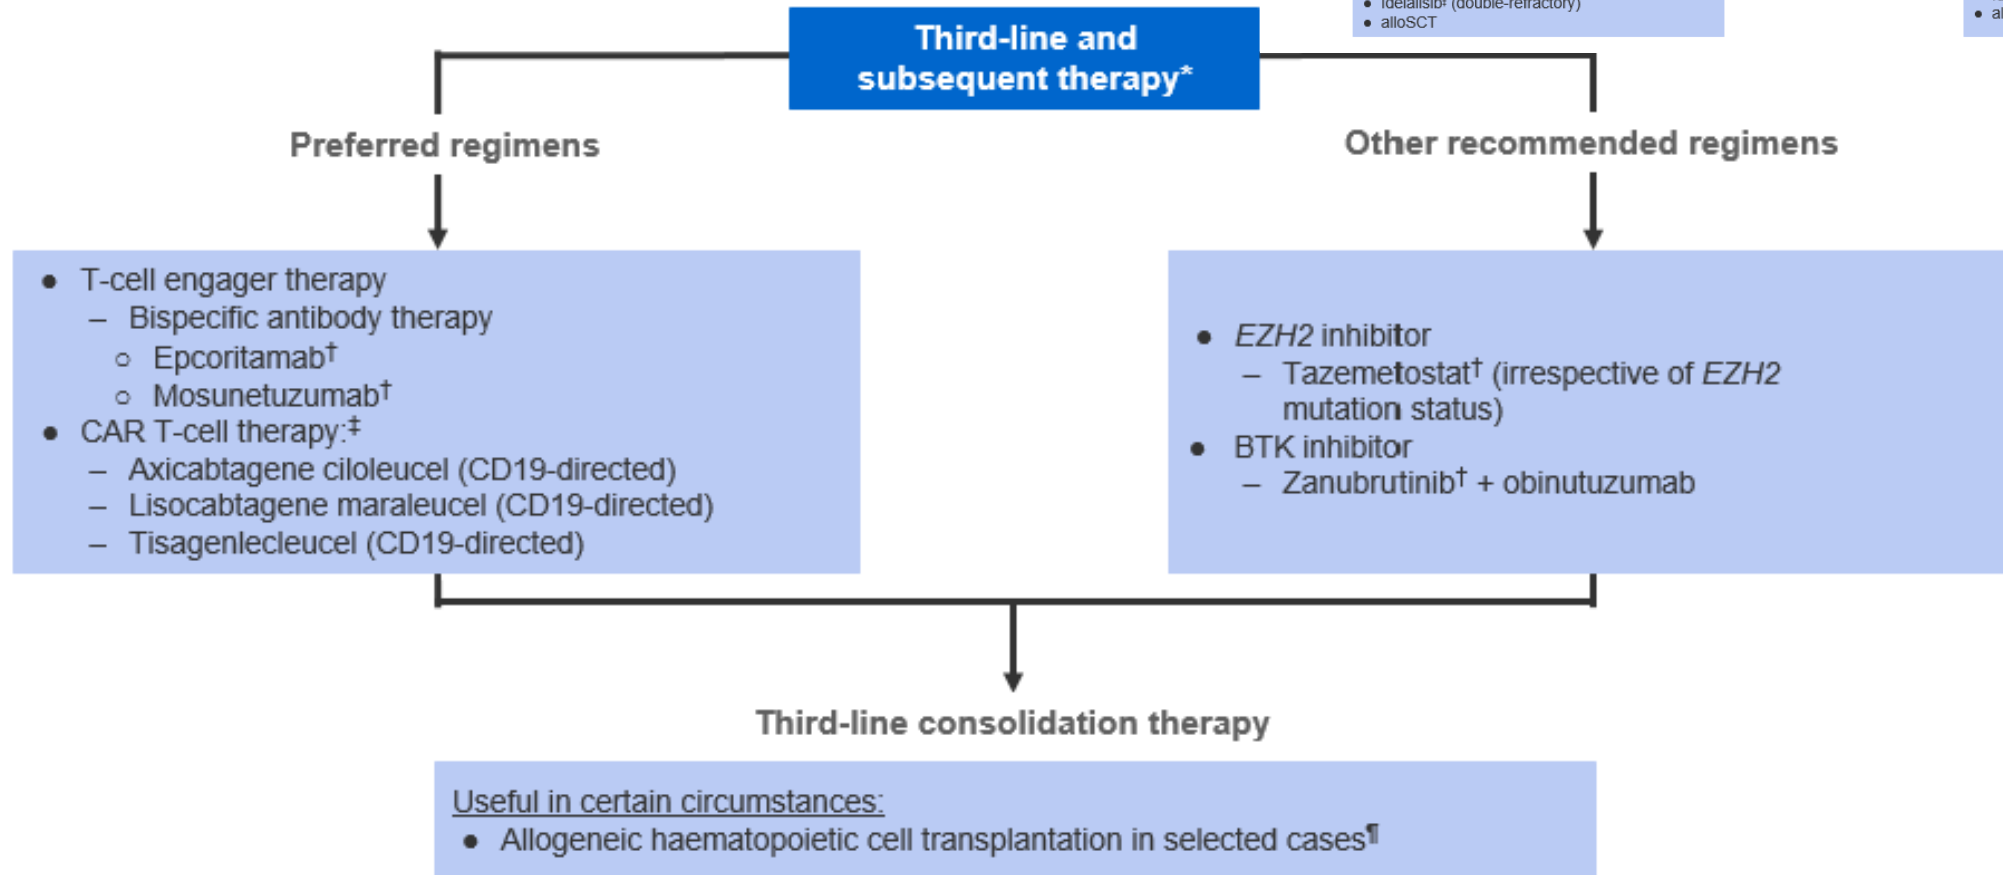 Idelalisib‡ (double-refractory)
● alloSCT
Third-line and
subsequent therapy*
Preferred regimens
Other recommended regimens
● T-cell engager therapy
– Bispecific antibody therapy
○ Epcoritamab†
○ Mosunetuzumab†
● CAR T-cell therapy:‡
– Axicabtagene ciloleucel (CD19-directed)
– Lisocabtagene maraleucel (CD19-directed)
– Tisagenlecleucel (CD19-directed)
● EZH2 inhibitor
– Tazemetostat† (irrespective of EZH2
mutation status)
● BTK inhibitor
– Zanubrutinib† + obinutuzumab
Third-line consolidation therapy
Useful in certain circumstances:
● Allogeneic haematopoietic cell transplantation in selected cases¶